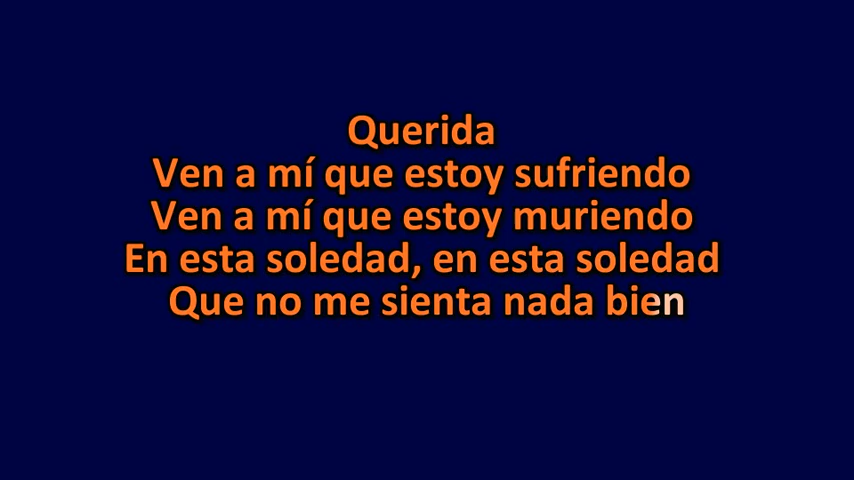 Querida
Ven a mí que estoy sufriendo
Ven a mí que estoy muriendo
En esta soledad, en esta soledad
Que no me sienta nada bien